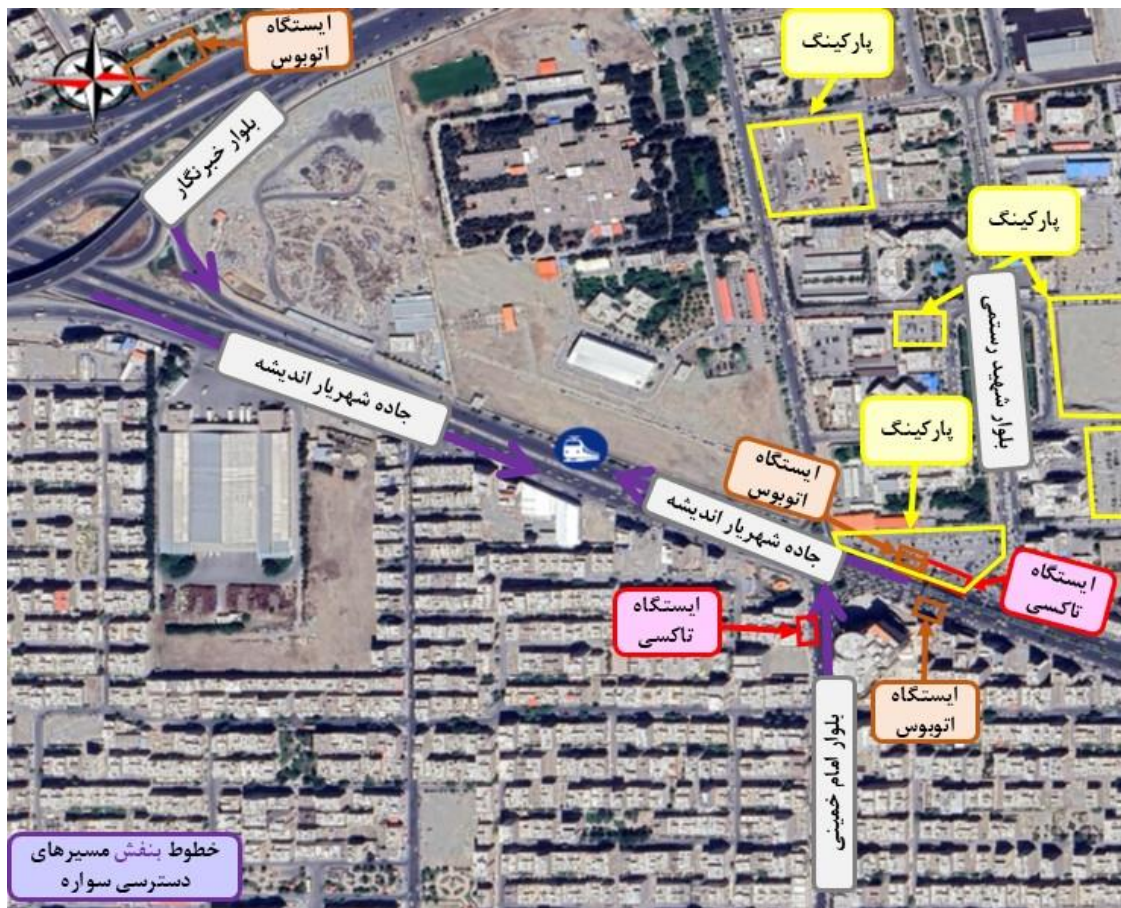 ایستگاه
اتوبوس
پارکینگ
بلوار خبرنگار
پارکینگ
جاده شهریار اندیشه
بلوار شهید رستمی
پارکینگ
ایستگاه
اتوبوس
جاده شهریار اندیشه
ایستگاه
تاکسی
ایستگاه
تاکسی
ایستگاه
اتوبوس
بلوار امام خمینی
خطوط بنفش مسیرهای
دسترسی سواره